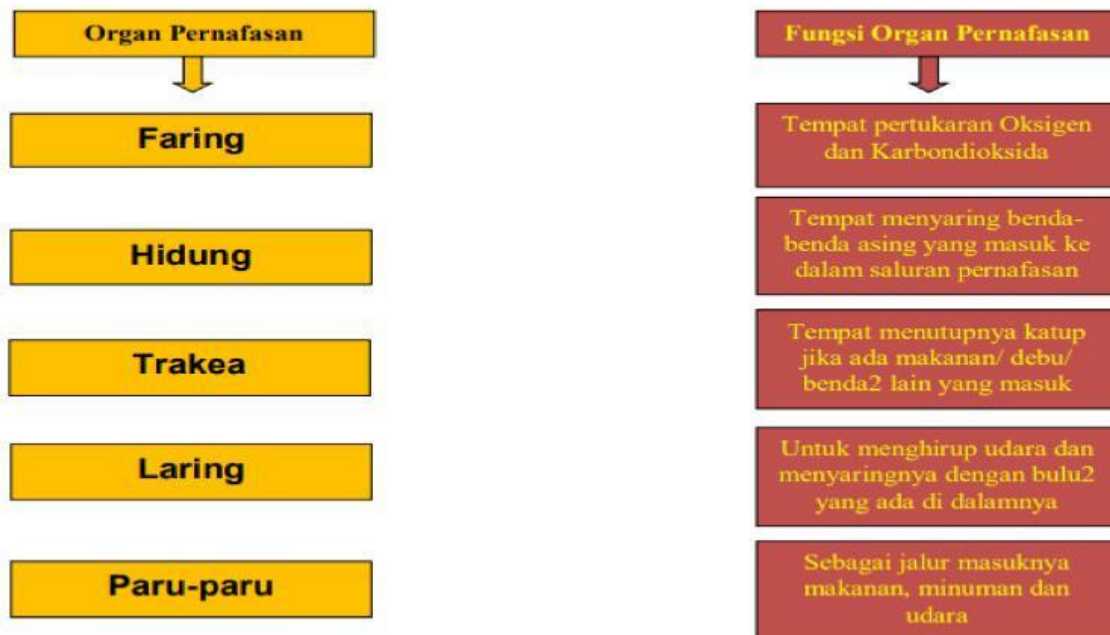 Organ Pernafasan
Fungsi Organ Pernafasan
Faring
Tempat pertukaran Oksigen
dan Karbondioksida
Hidung
Tempat menyaring benda-
benda asing yang masuk ke
dalam saluran pernafasan
Trakea
Tempat menutupnya katup
jika ada makanan/ debu/
benda2 lain yang masuk
Laring
Untuk menghirup udara dan
menyaringnya dengan bulu2
yang ada di dalamnya
Paru-paru
Sebagai jalur masuknya
makanan, minuman dan
udara